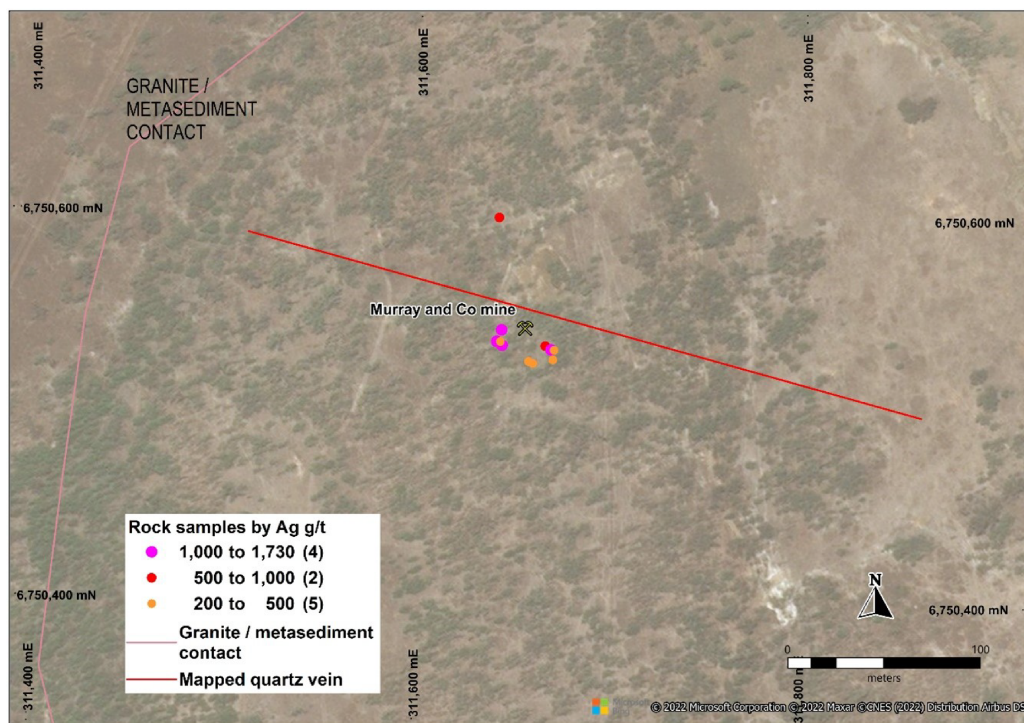 311,400 mE
311,600 mE
311,800 mE
GRANITE /
METASEDIMENT
CONTACT
6,750,600 mN
6,750,600 mN
Murray and Co mine
Rock samples by Ag g/t
1,000 to 1,730 (4)
500 to 1,000 (2)
200 to 500 (5)
Granite / metasediment
contact
Mapped quartz vein
6,750,400 mN
N
6,750,400 mN
0 100
meters
311,400 mE
311,600 mE
311,800 mE
© 2022 Microsoft Corporation © 2022 Maxar ©CNES (2022) Distribution Airbus DS